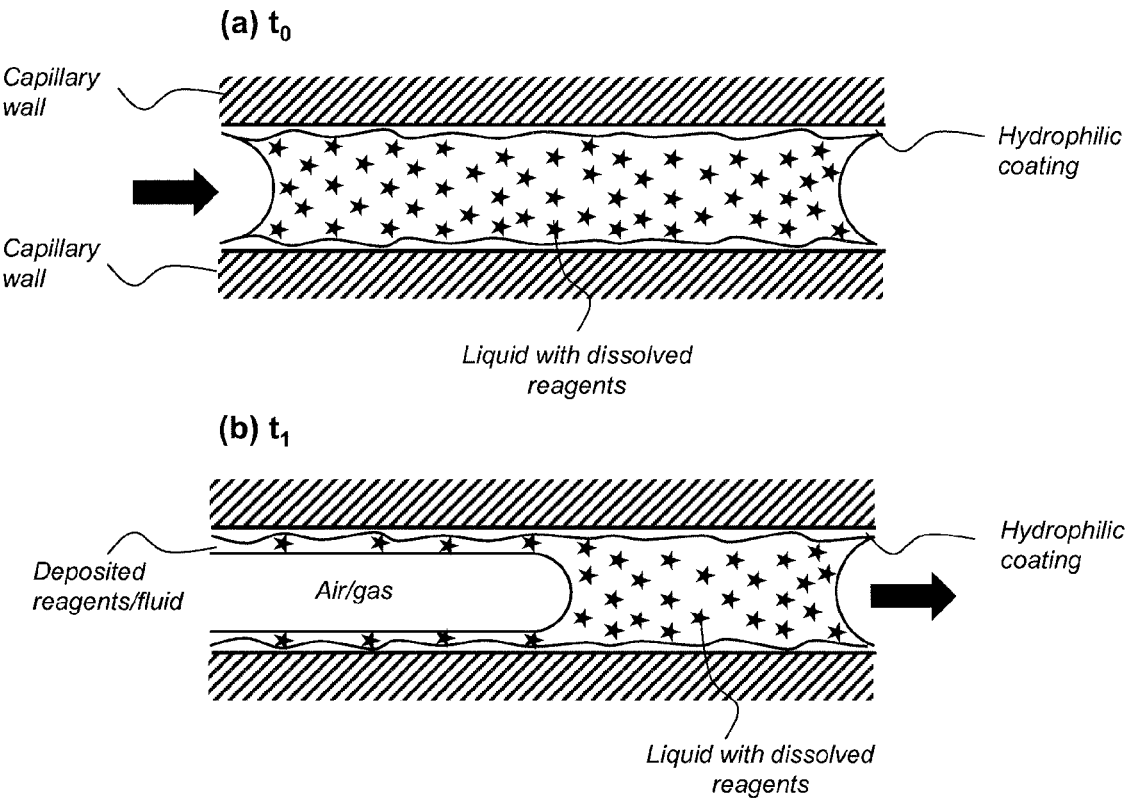 (a) t₀
Capillary
wall
Hydrophilic
coating
Capillary
wall
Liquid with dissolved
reagents
(b) t₁
Hydrophilic
coating
Deposited
reagents/fluid
Air/gas
Liquid with dissolved
reagents